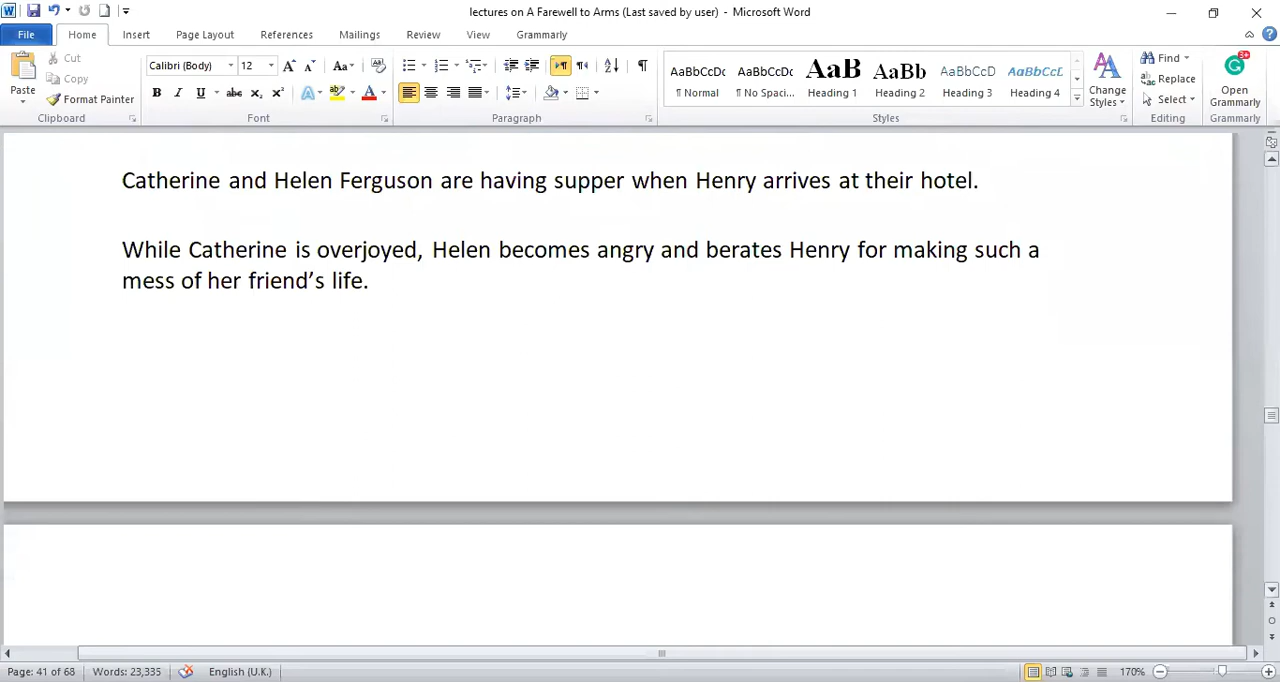 lectures on A Farewell to Arms (Last saved by user) - Microsoft Word
File Home Insert Page Layout References Mailings Review View Grammarly
Paste
Cut
Copy
Format Painter
Clipboard
Calibri (Body) 12
Font
Paragraph
AaBbCcDc AaBbCcDc AaB AaBb AaBbCcD AaBbCcL
¶ Normal ¶ No Spaci... Heading 1 Heading 2 Heading 3 Heading 4
Styles
Change
Styles
Find
Replace
Select
Editing
Open
Grammarly
Grammarly
Catherine and Helen Ferguson are having supper when Henry arrives at their hotel.
While Catherine is overjoyed, Helen becomes angry and berates Henry for making such a
mess of her friend’s life.
Page: 41 of 68 Words: 23,335 English (U.K.) 170%